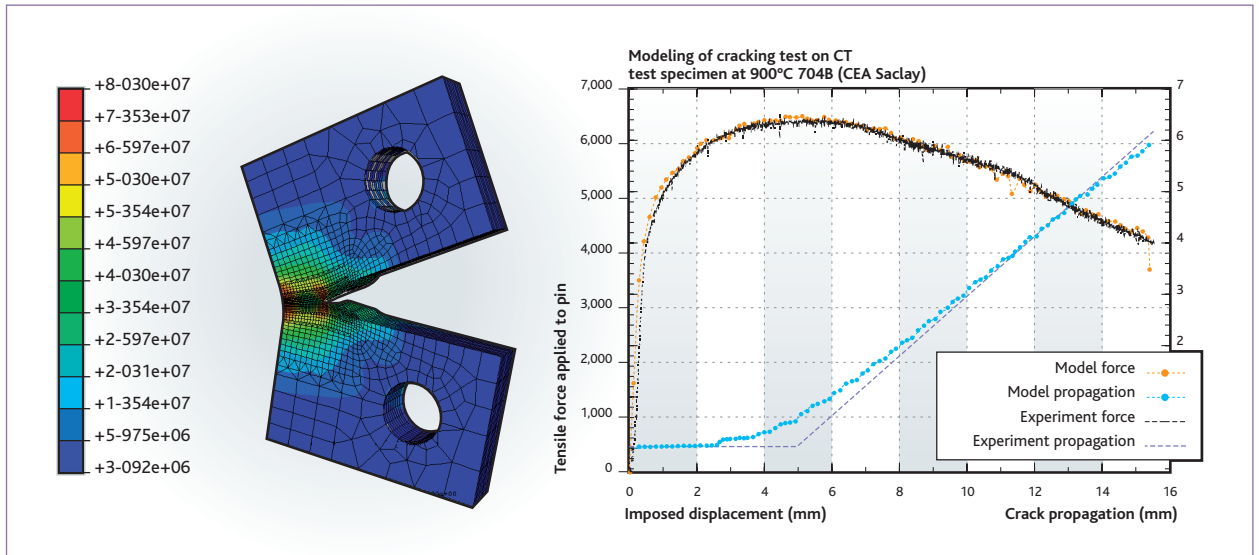 +8-030e+07
+7-353e+07
+6-597e+07
+5-030e+07
+5-354e+07
+4-597e+07
+4-030e+07
+3-354e+07
+2-597e+07
+2-031e+07
+1-354e+07
+5-975e+06
+3-092e+06
Modeling of cracking test on CT
test specimen at 900ºC 704B (CEA Saclay)
Tensile force applied to pin
7,000
6,000
5,000
4,000
3,000
2,000
1,000
0
7
6
5
4
3
2
Model force
Model propagation
Experiment force
Experiment propagation
0 2 4 6 8 10 12 14 16
Imposed displacement (mm) Crack propagation (mm)